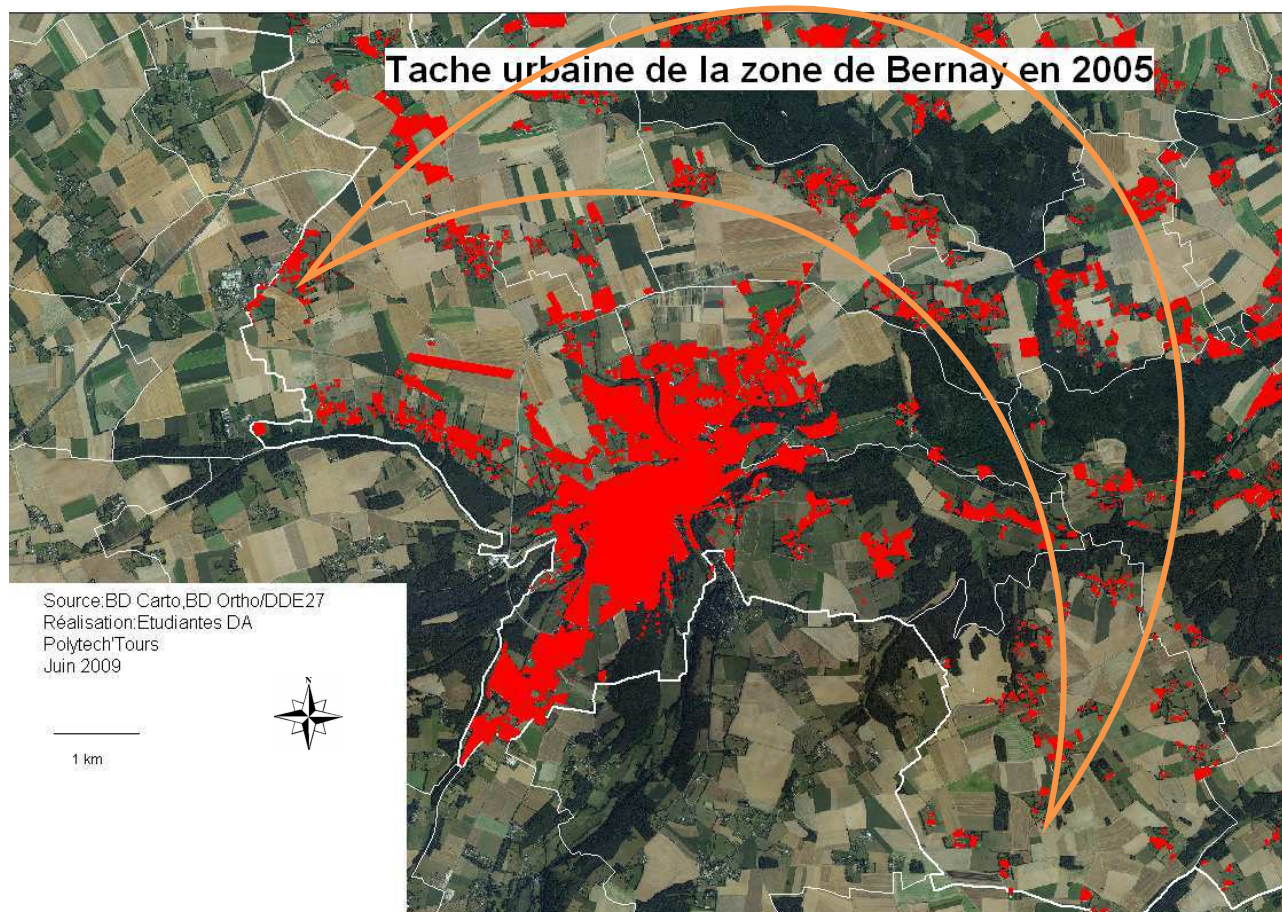 Tache urbaine de la zone de Bernay en 2005
Source:BD Carto,BD Ortho/DDE27
Réalisation:Etudiantes DA
Polytech'Tours
Juin 2009
N
1 km